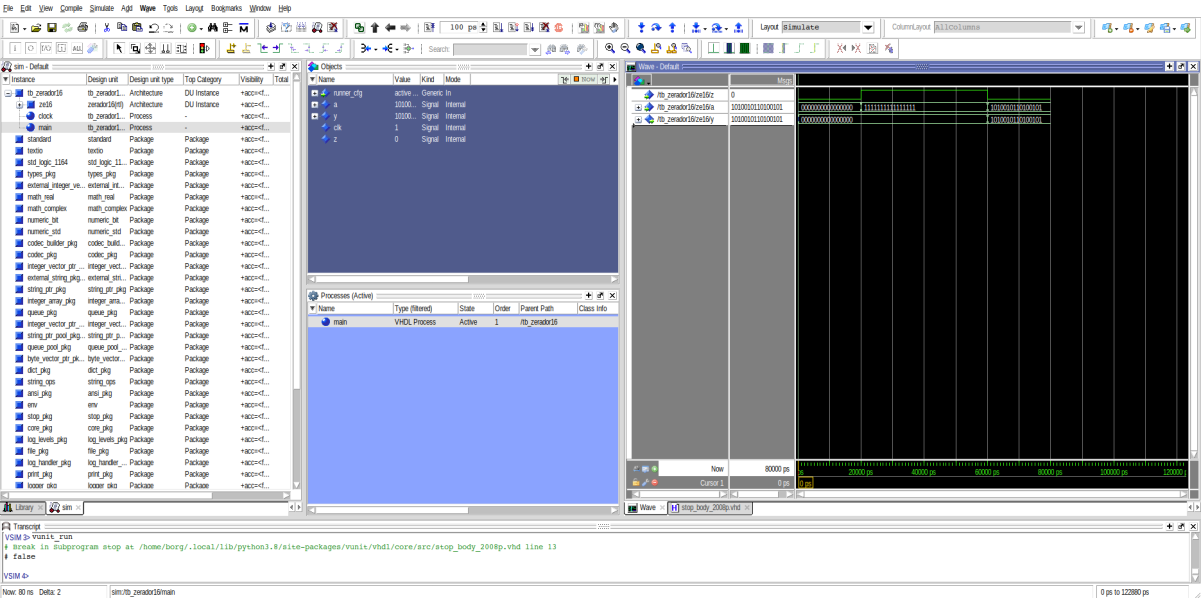 File Edit View Compile Simulate Add Wave Tools Layout Bookmarks Window Help
100 ps Layout Simulate ColumnLayout AllColumns
Search:
sim - Default
Instance Design unit Design unit type Top Category Visibility Total
tb_zerador16 tb_zerador1... Architecture DU Instance +acc=<f...
ze16 zerador16(rtl) Architecture DU Instance +acc=<f...
clock tb_zerador1... Process - +acc=<f...
main tb_zerador1... Process - +acc=<f...
standard standard Package Package +acc=<f...
textio textio Package Package +acc=<f...
std_logic_1164 std_logic_11... Package Package +acc=<f...
types_pkg types_pkg Package Package +acc=<f...
external_integer_ve... external_int... Package Package +acc=<f...
math_real math_real Package Package +acc=<f...
math_complex math_complex Package Package +acc=<f...
numeric_bit numeric_bit Package Package +acc=<f...
numeric_std numeric_std Package Package +acc=<f...
codec_builder_pkg codec_build... Package Package +acc=<f...
codec_pkg codec_pkg Package Package +acc=<f...
integer_vector_ptr_... integer_vect... Package Package +acc=<f...
external_string_pkg... external_stri... Package Package +acc=<f...
string_ptr_pkg string_ptr_pkg Package Package +acc=<f...
integer_array_pkg integer_arra... Package Package +acc=<f...
queue_pkg queue_pkg Package Package +acc=<f...
integer_vector_ptr_... integer_vect... Package Package +acc=<f...
string_ptr_pool_pkg... string_ptr_p... Package Package +acc=<f...
queue_pool_pkg queue_pool_... Package Package +acc=<f...
byte_vector_ptr_pk... byte_vector... Package Package +acc=<f...
dict_pkg dict_pkg Package Package +acc=<f...
string_ops string_ops Package Package +acc=<f...
ansi_pkg ansi_pkg Package Package +acc=<f...
env env Package Package +acc=<f...
stop_pkg stop_pkg Package Package +acc=<f...
core_pkg core_pkg Package Package +acc=<f...
log_levels_pkg log_levels_pkg Package Package +acc=<f...
file_pkg file_pkg Package Package +acc=<f...
log_handler_pkg log_handler_... Package Package +acc=<f...
print_pkg print_pkg Package Package +acc=<f...
logger_pkg logger_pkg Package Package +acc=<f...
Library sim
Objects
Name Value Kind Mode Now
runner_cfg active ... Generic In
a 10100... Signal Internal
y 10100... Signal Internal
clk 1 Signal Internal
z 0 Signal Internal
Processes (Active)
Name Type (filtered) State Order Parent Path Class Info
main VHDL Process Active 1 /tb_zerador16
Wave - Default
Msgs
/tb_zerador16/ze16/z 0
/tb_zerador16/ze16/a 1010010110100101 0000000000000000 1111111111111111 1010010110100101
/tb_zerador16/ze16/y 1010010110100101 0000000000000000 1010010110100101
Now 80000 ps 20000 ps 40000 ps 60000 ps 80000 ps 100000 ps 120000
Cursor 1 0 ps 0 ps
Wave stop_body_2008p.vhd
Transcript
VSIM 3> vunit_run
# Break in Subprogram stop at /home/borg/.local/lib/python3.8/site-packages/vunit/vhdl/core/src/stop_body_2008p.vhd line 13
# false
VSIM 4>
Now: 80 ns Delta: 2 sim:/tb_zerador16/main 0 ps to 122880 ps